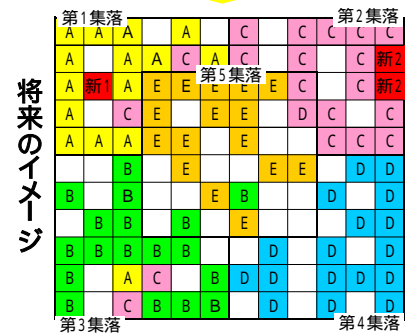 第1集落 第2集落
将来のイメージ
A A A A C C C C C
A A A C A C C C 新2
第5集落
A 新1 A E E E E E C C 新2
A C E E E D C C
A A A E E E C C C
B E E E D D
B B E B D D
B B B E D D
B B B B B D D D
B A C B D D D D D
B C B B B D D D
第3集落 第4集落